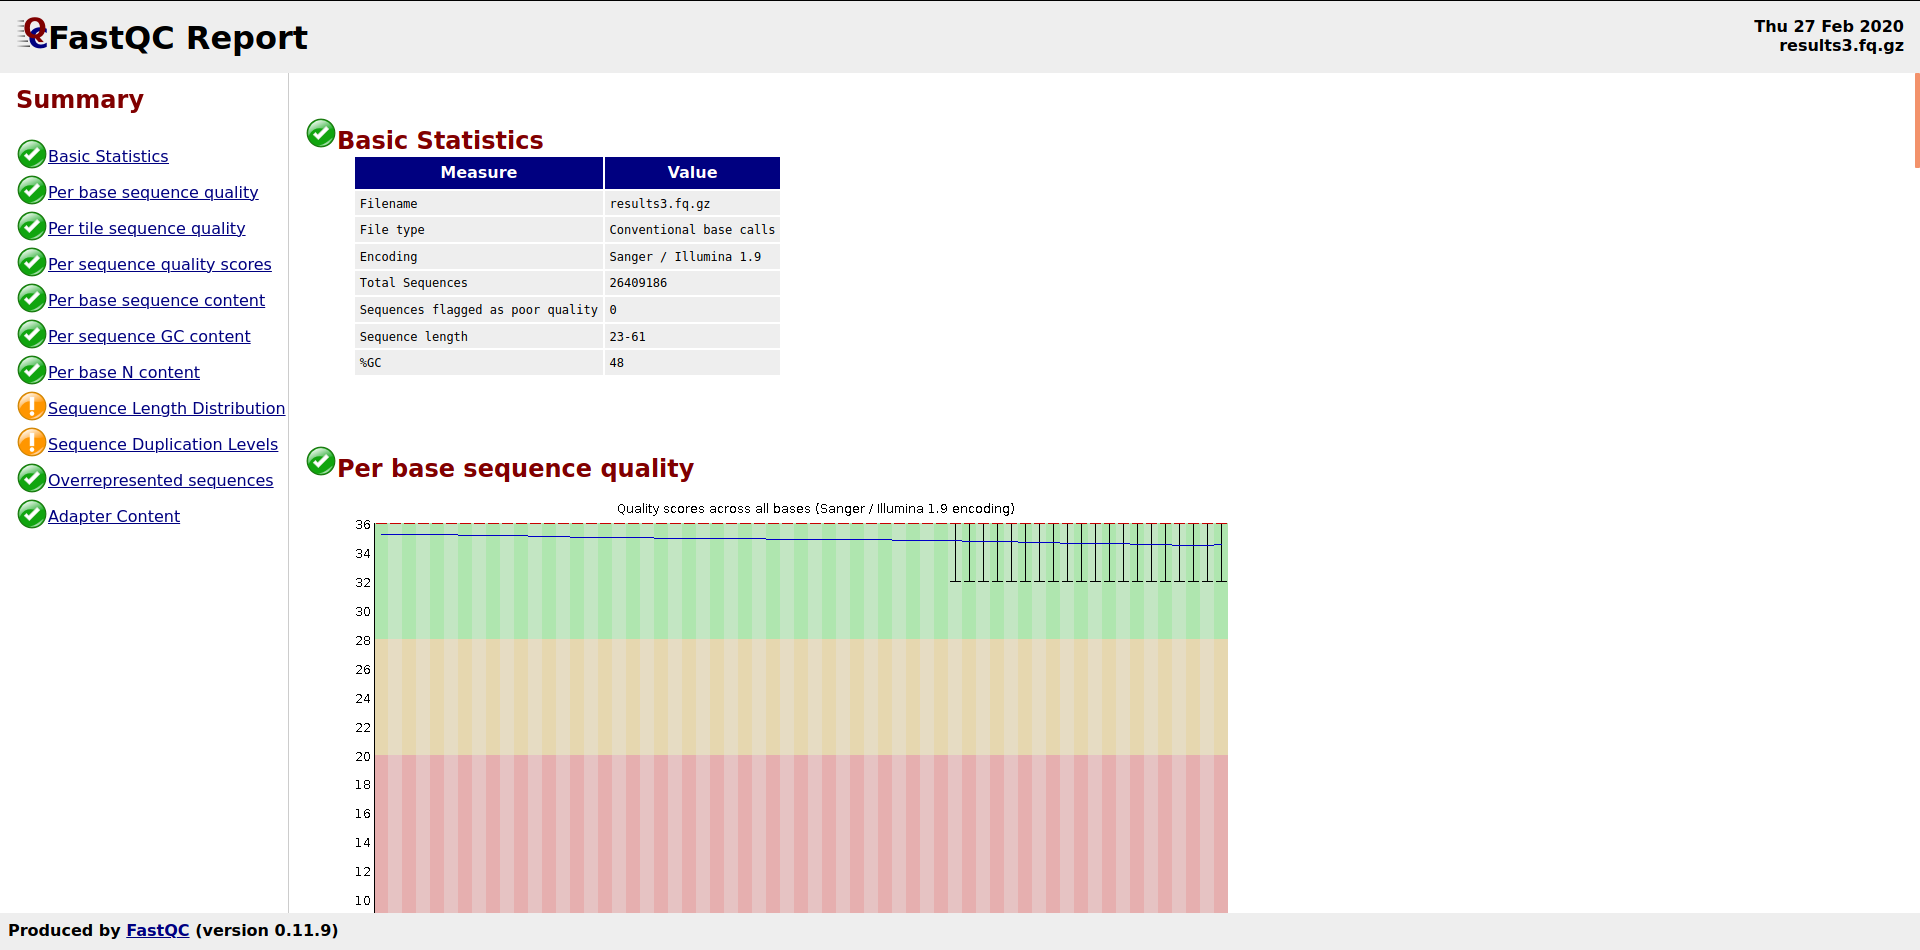 FastQC Report
Thu 27 Feb 2020
results3.fq.gz
Summary
Basic Statistics
Per base sequence quality
Per tile sequence quality
Per sequence quality scores
Per base sequence content
Per sequence GC content
Per base N content
Sequence Length Distribution
Sequence Duplication Levels
Overrepresented sequences
Adapter Content
Basic Statistics
Measure Value
Filename results3.fq.gz
File type Conventional base calls
Encoding Sanger / Illumina 1.9
Total Sequences 26409186
Sequences flagged as poor quality 0
Sequence length 23-61
%GC 48
Per base sequence quality
Quality scores across all bases (Sanger / Illumina 1.9 encoding)
36
34
32
30
28
26
24
22
20
18
16
14
12
10
Produced by FastQC (version 0.11.9)